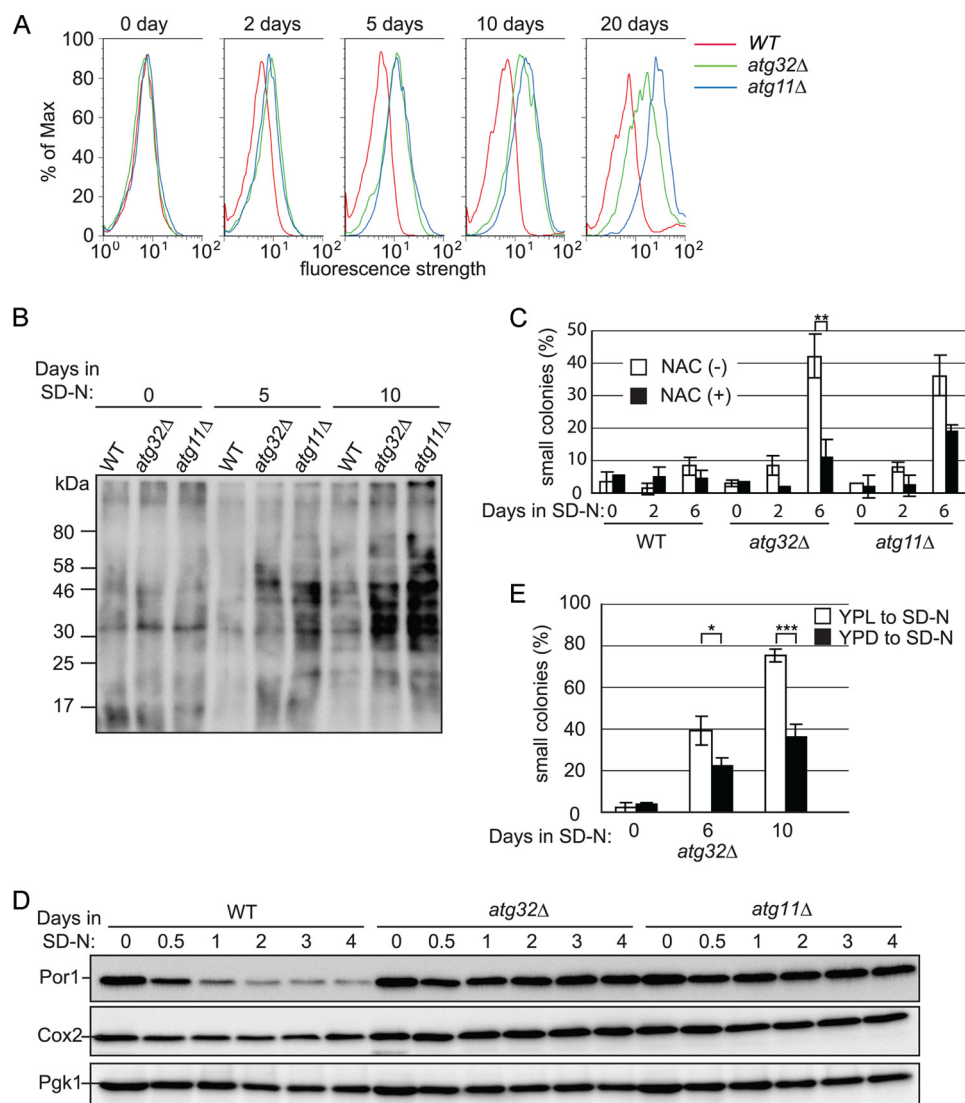 A
0 day 2 days 5 days 10 days 20 days
WT
atg32Δ
atg11Δ
% of Max
100
80
60
40
20
0
10⁰ 10¹ 10² 10¹ 10² 10¹ 10² 10¹ 10² 10¹ 10²
fluorescence strength
B
Days in
SD-N: 0 5 10
WT atg32Δ atg11Δ WT atg32Δ atg11Δ WT atg32Δ atg11Δ
kDa
80
58
46
30
25
17
C
small colonies (%)
50
40
30
20
10
0
NAC (-)
NAC (+)
**
Days in SD-N: 0 2 6 0 2 6 0 2 6
WT atg32Δ atg11Δ
E
small colonies (%)
100
80
60
40
20
0
YPL to SD-N
YPD to SD-N
* ***
Days in SD-N: 0 6 10
atg32Δ
D
Days in WT atg32Δ atg11Δ
SD-N: 0 0.5 1 2 3 4 0 0.5 1 2 3 4 0 0.5 1 2 3 4
Por1
Cox2
Pgk1